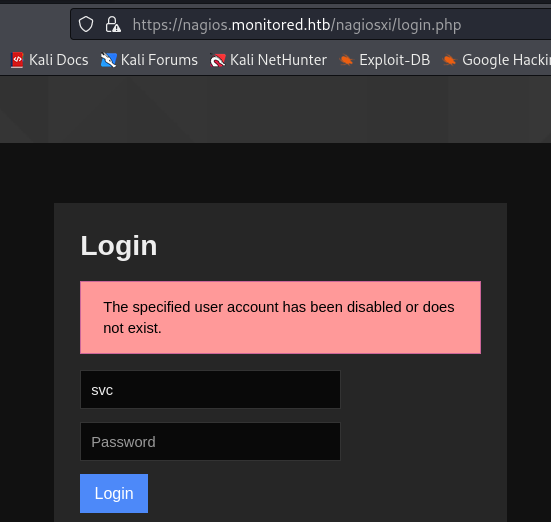 https://nagios.monitored.htb/nagiosxi/login.php
Kali Docs Kali Forums Kali NetHunter Exploit-DB Google Hackin
Login
The specified user account has been disabled or does
not exist.
svc
Password
Login